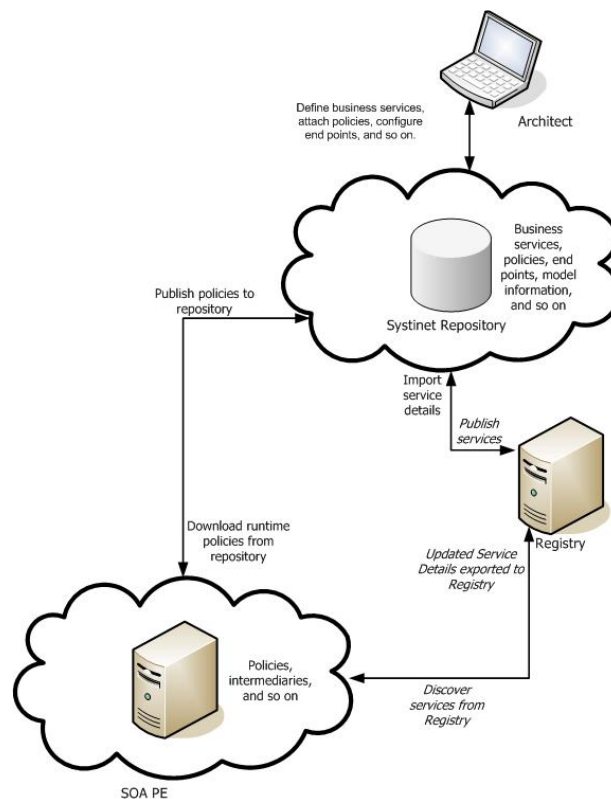 Define business services,
attach policies, configure
end points, and so on.
Architect
Business
services,
policies, end
points, model
information,
and so on
Systinet Repository
Publish policies to
repository
Import
service
details
Publish
services
Registry
Download runtime
policies from
repository
Updated Service
Details exported to
Registry
Policies,
intermediaries,
and so on
Discover
services from
Registry
SOA PE